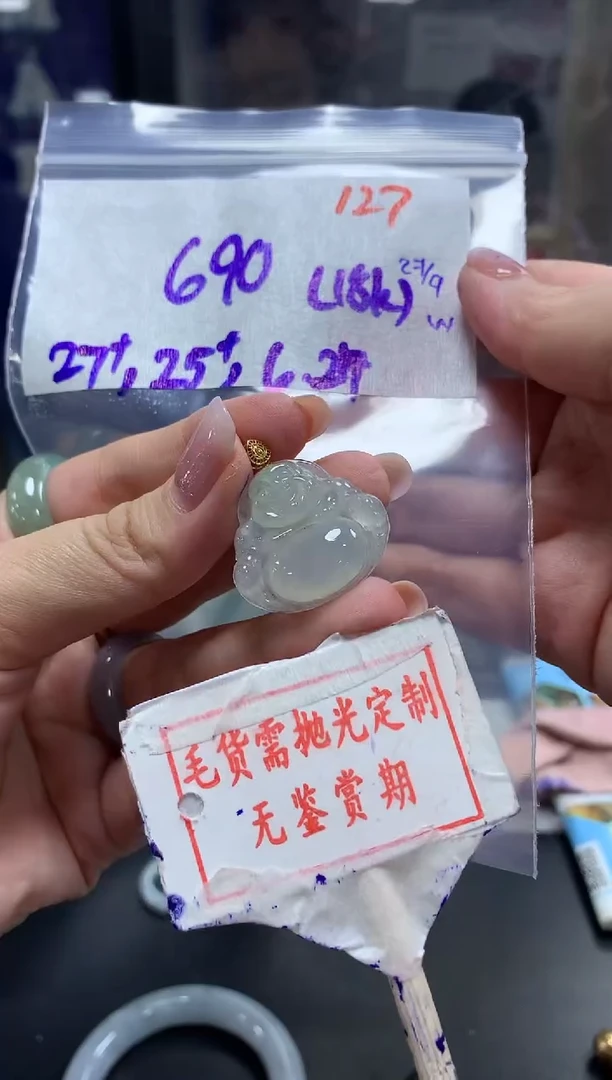 127
690 (18k)
27+, 25+, 6.2
毛货需抛光定制
无鉴赏期